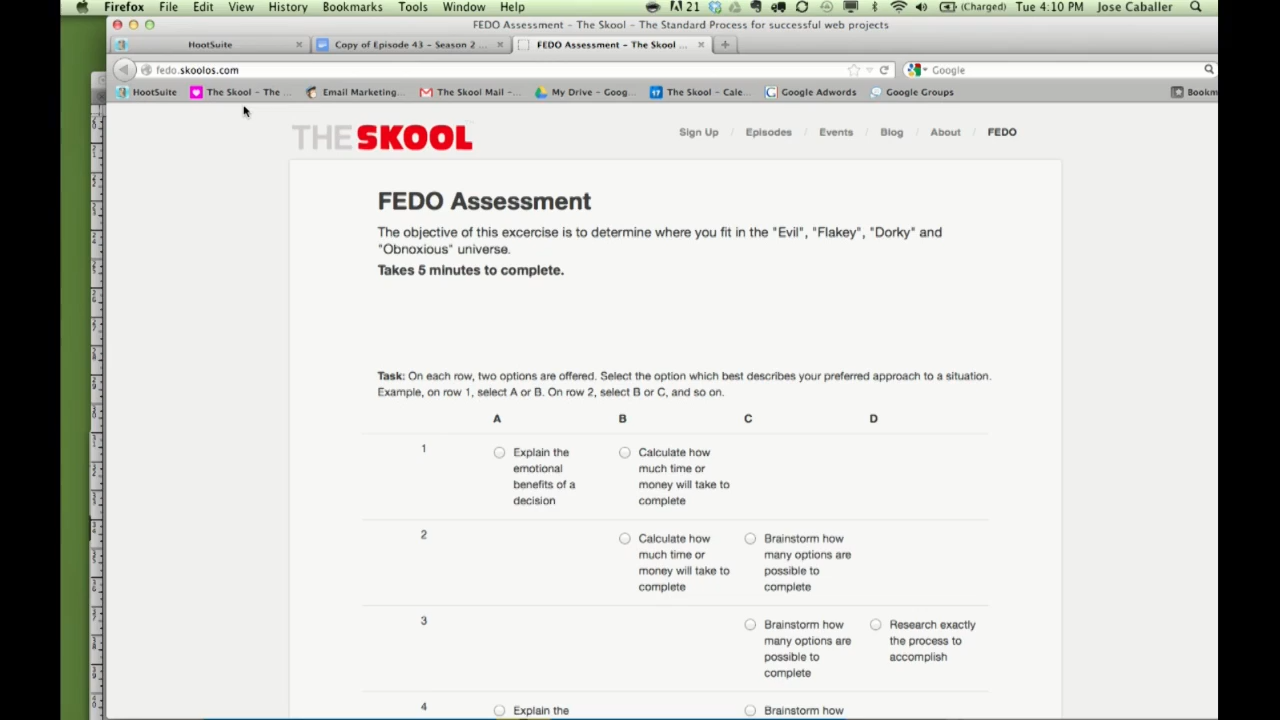 Firefox File Edit View History Bookmarks Tools Window Help 21 (Charged) Tue 4:10 PM Jose Caballer
FEDO Assessment - The Skool - The Standard Process for successful web projects
HootSuite Copy of Episode 43 - Season 2 ... FEDO Assessment - The Skool ...
fedo.skoolos.com Google
HootSuite The Skool - The ... Email Marketing... The Skool Mail -... My Drive - Goog... 17 The Skool - Cale... Google Adwords Google Groups Bookm
THE SKOOL
Sign Up / Episodes / Events / Blog / About / FEDO
FEDO Assessment
The objective of this excercise is to determine where you fit in the "Evil", "Flakey", "Dorky" and
"Obnoxious" universe.
Takes 5 minutes to complete.
Task: On each row, two options are offered. Select the option which best describes your preferred approach to a situation.
Example, on row 1, select A or B. On row 2, select B or C, and so on.
A B C D
1 Explain the Calculate how
emotional much time or
benefits of a money will take to
decision complete
2 Calculate how Brainstorm how
much time or many options are
money will take to possible to
complete complete
3 Brainstorm how Research exactly
many options are the process to
possible to accomplish
complete
4 Explain the Brainstorm how